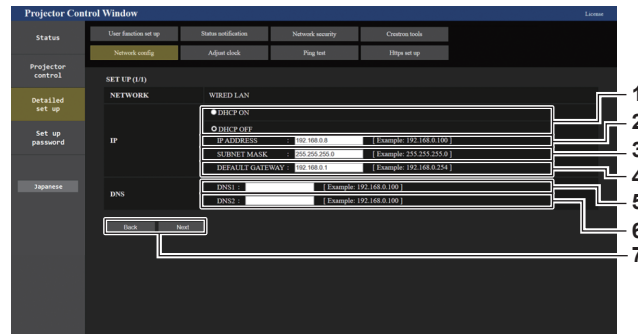 Projector Control Window
License
Status
User function set up
Status notification
Network security
Crestron tools
Network config
Adjust clock
Ping test
Https set up
Projector control
SET UP (1/1)
NETWORK
WIRED LAN
1
Detailed set up
DHCP ON
DHCP OFF
2
IP
IP ADDRESS : 192.168.0.8 [ Example: 192.168.0.100 ]
Set up password
SUBNET MASK : 255.255.255.0 [ Example: 255.255.255.0 ]
3
DEFAULT GATEWAY : 192.168.0.1 [ Example: 192.168.0.254 ]
4
Japanese
DNS
DNS1 : [ Example: 192.168.0.100 ]
5
DNS2 : [ Example: 192.168.0.100 ]
6
Back
Next
7